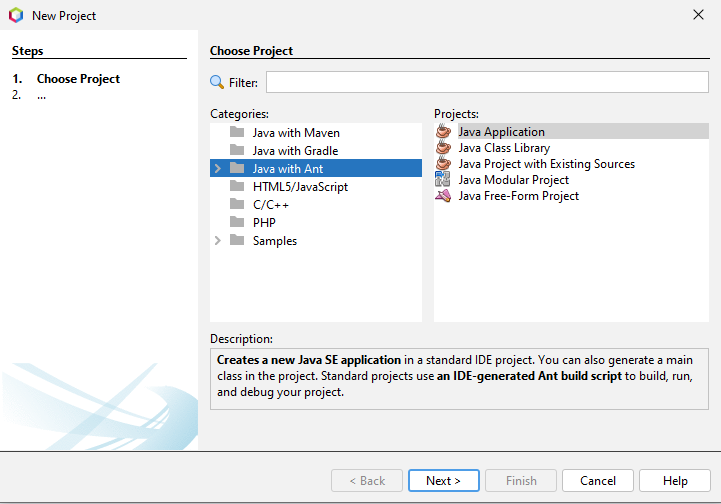 New Project
Steps
1. Choose Project
2. ...
Choose Project
Filter:
Categories:
Java with Maven
Java with Gradle
Java with Ant
HTML5/JavaScript
C/C++
PHP
Samples
Projects:
Java Application
Java Class Library
Java Project with Existing Sources
Java Modular Project
Java Free-Form Project
Description:
Creates a new Java SE application in a standard IDE project. You can also generate a main
class in the project. Standard projects use an IDE-generated Ant build script to build, run,
and debug your project.
< Back
Next >
Finish
Cancel
Help